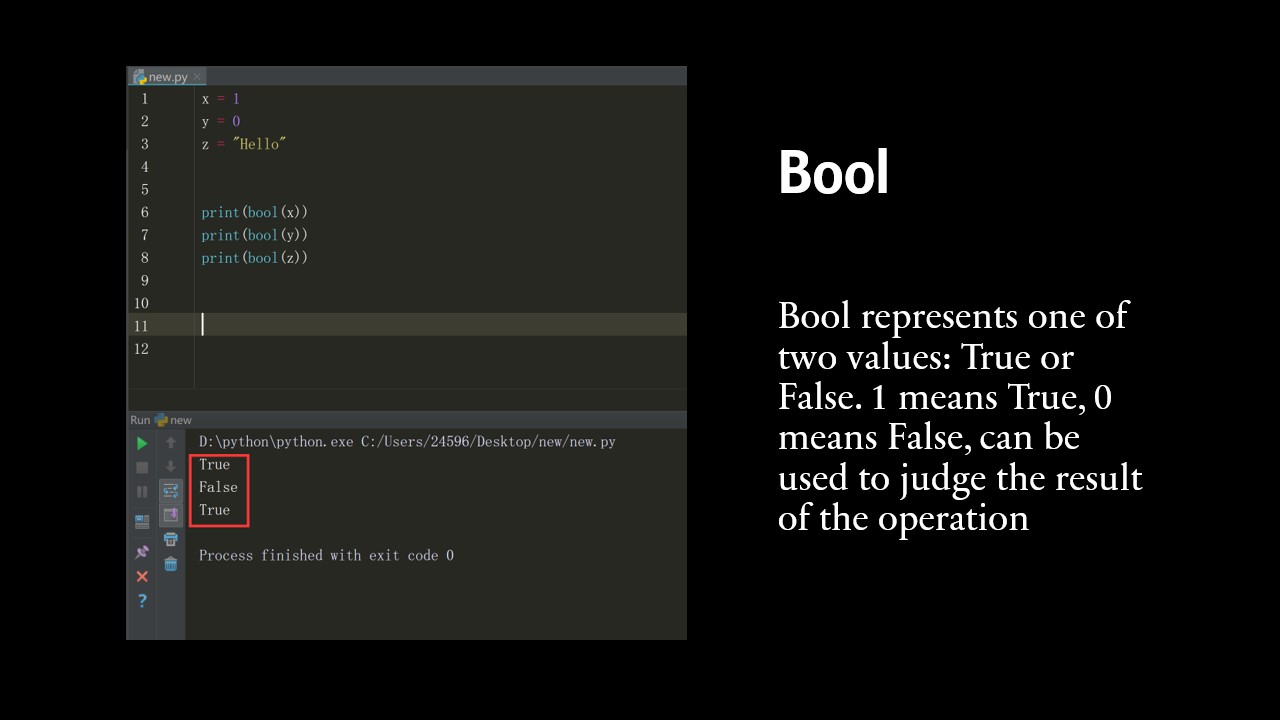 new.py
1 x = 1
2 y = 0
3 z = "Hello"
4
5
6 print(bool(x))
7 print(bool(y))
8 print(bool(z))
9
10
11
12
Run new
D:\python\python.exe C:/Users/24596/Desktop/new/new.py
True
False
True
Process finished with exit code 0
?
Bool
Bool represents one of
two values: True or
False. 1 means True, 0
means False, can be
used to judge the result
of the operation